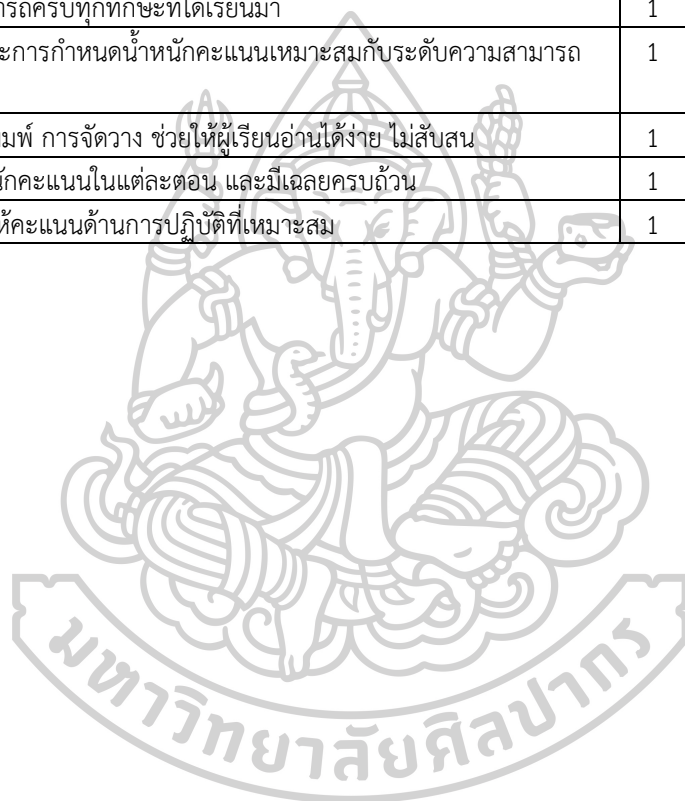 ารถครบทุกทักษะที่ได้เรียนมา 1
ะการกำหนดน้ำหนักคะแนนเหมาะสมกับระดับความสามารถ 1
มพ์ การจัดวาง ช่วยให้ผู้เรียนอ่านได้ง่าย ไม่สับสน 1
นักคะแนนในแต่ละตอน และมีเฉลยครบถ้วน 1
ห้คะแนนด้านการปฏิบัติที่เหมาะสม 1
มหาวิทยาลัยศิลปากร